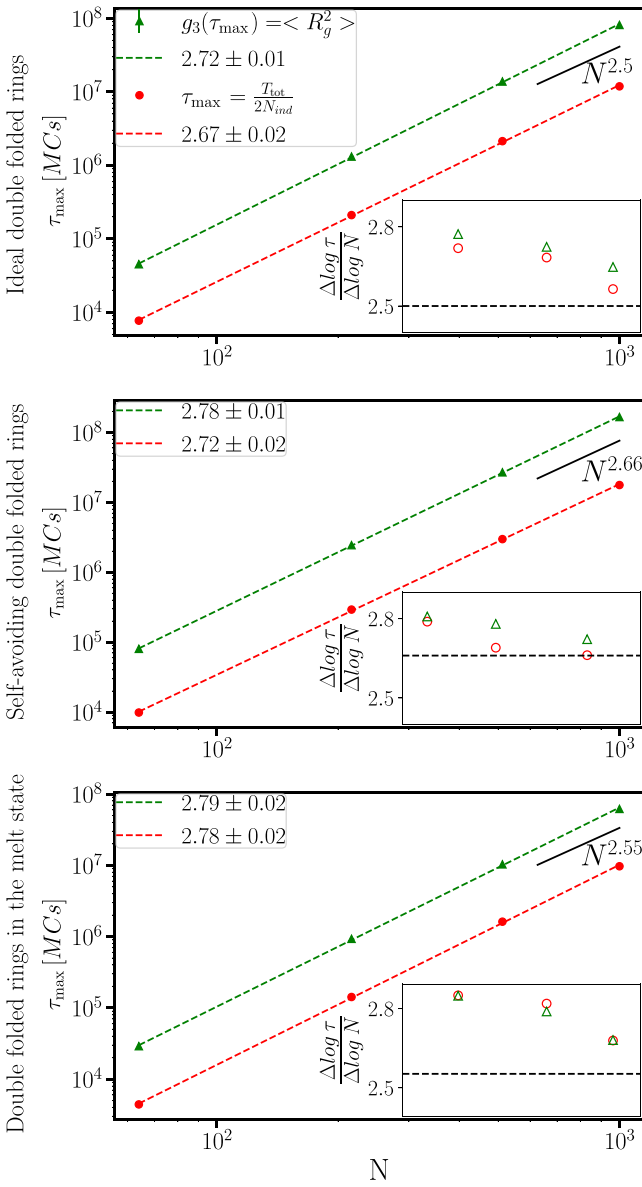 Ideal double folded rings
τ_max [MCs]
10^8
10^7
10^6
10^5
10^4
g_3(τ_max) =< R_g^2 >
2.72 ± 0.01
τ_max = T_tot / 2N_ind
2.67 ± 0.02
N^2.5
Δlog τ / Δlog N
2.8
2.5
10^2
10^3
Self-avoiding double folded rings
τ_max [MCs]
10^8
10^7
10^6
10^5
10^4
2.78 ± 0.01
2.72 ± 0.02
N^2.66
Δlog τ / Δlog N
2.8
2.5
10^2
10^3
Double folded rings in the melt state
τ_max [MCs]
10^8
10^7
10^6
10^5
10^4
2.79 ± 0.02
2.78 ± 0.02
N^2.55
Δlog τ / Δlog N
2.8
2.5
10^2
10^3
N